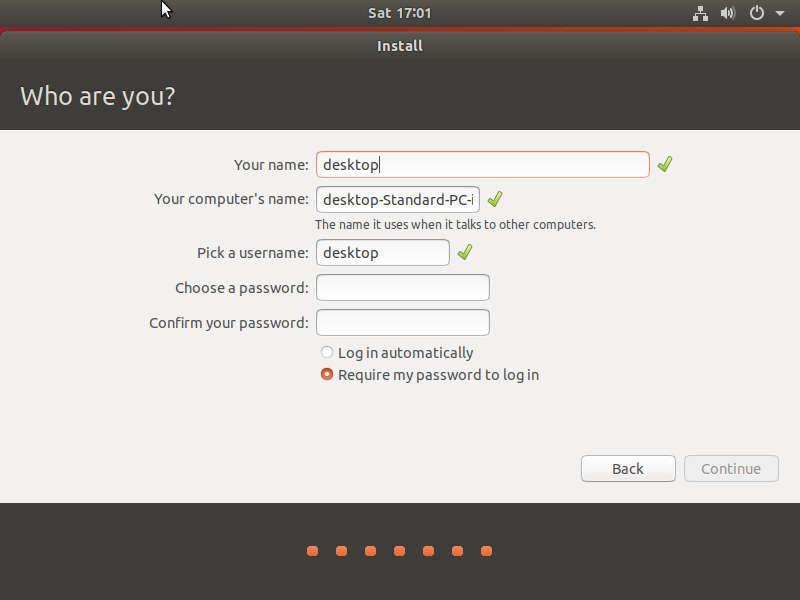 Sat 17:01
Install
Who are you?
Your name: desktop
Your computer's name: desktop-Standard-PC-i
The name it uses when it talks to other computers.
Pick a username: desktop
Choose a password:
Confirm your password:
Log in automatically
Require my password to log in
Back Continue